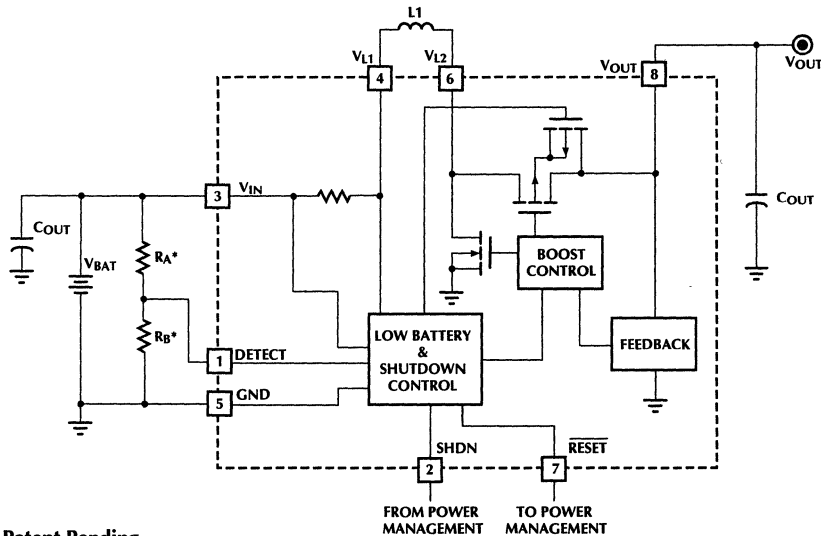 L1
VL1
VL2
VOUT
VOUT
4
6
8
3
VIN
COUT
RA*
VBAT
COUT
BOOST
CONTROL
RB*
LOW BATTERY
&
SHUTDOWN
CONTROL
FEEDBACK
1
DETECT
5
GND
SHDN
RESET
2
7
FROM POWER
MANAGEMENT
TO POWER
MANAGEMENT
Patent Pending